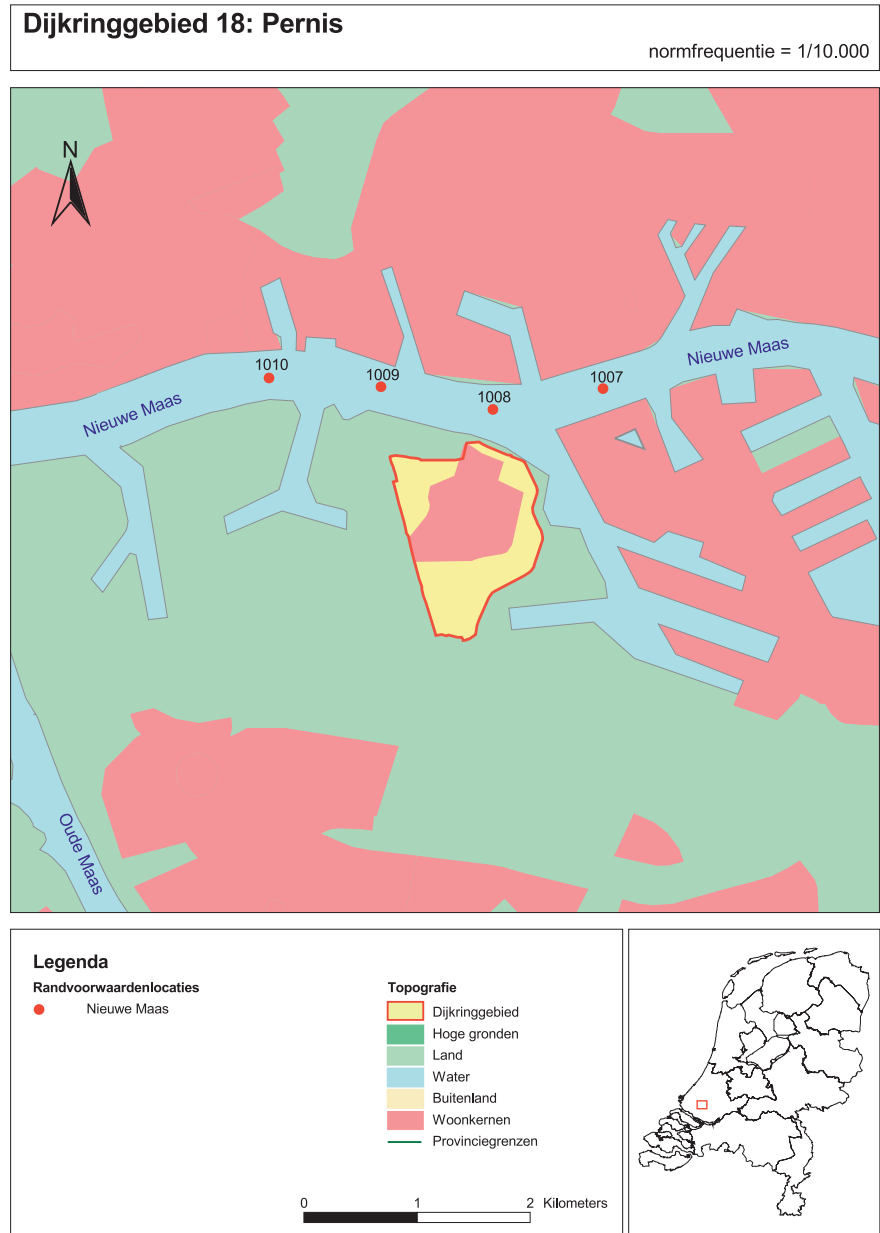 Dijkringgebied 18: Pernis
normfrequentie = 1/10.000
N
1010
1009
1008
1007
Nieuwe Maas
Nieuwe Maas
Oude Maas
Legenda
Randvoorwaardenlocaties
Nieuwe Maas
Topografie
Dijkringgebied
Hoge gronden
Land
Water
Buitenland
Woonkernen
Provinciegrenzen
0 1 2 Kilometers